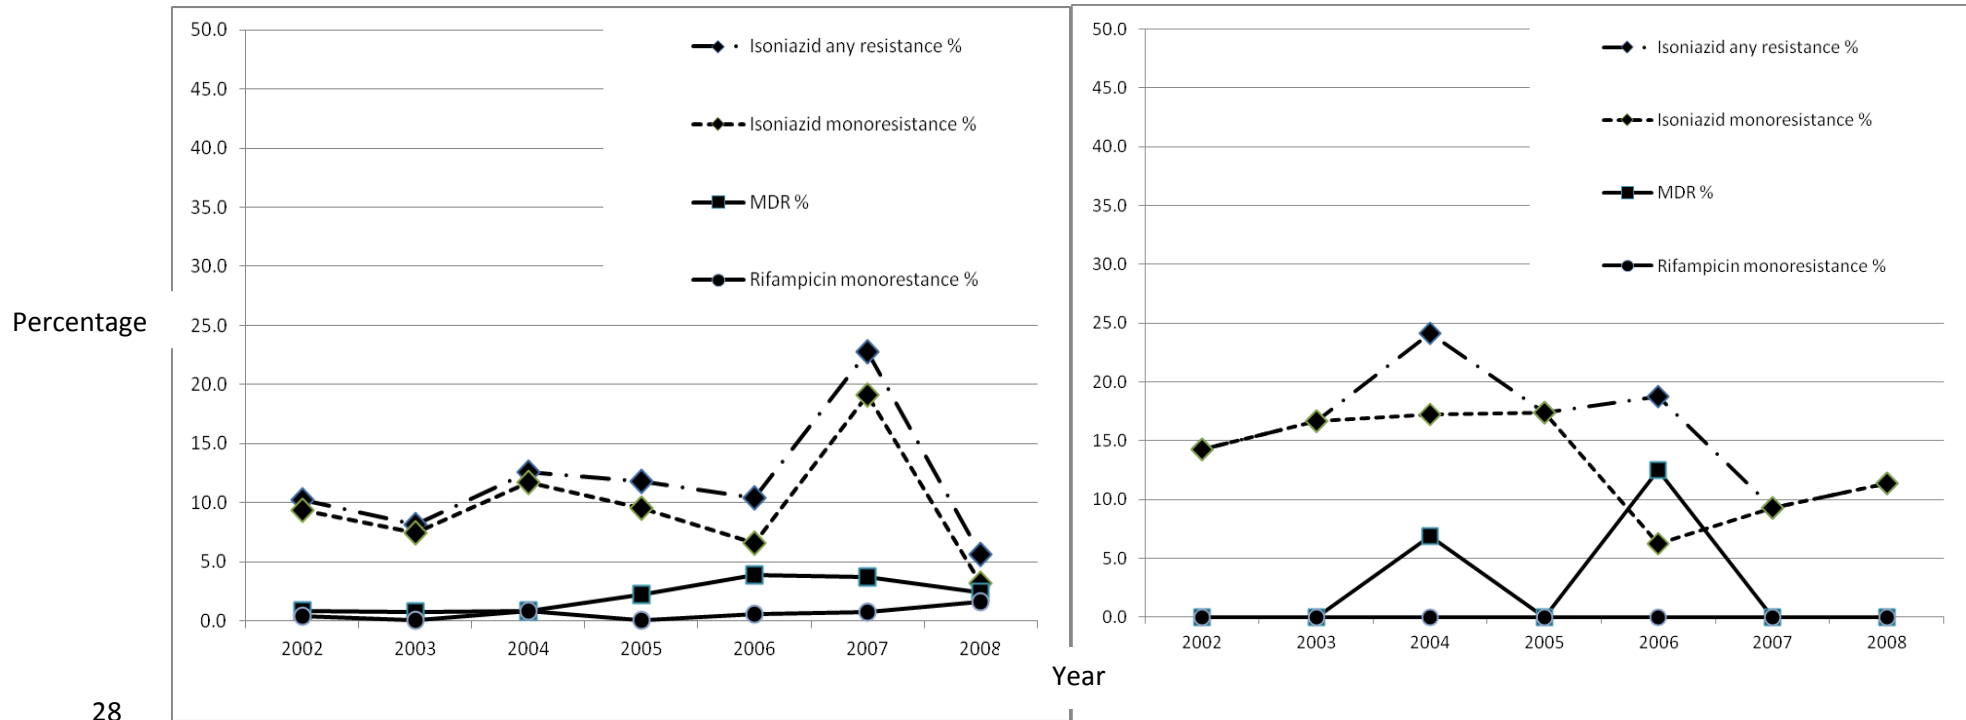 50.0
45.0
40.0
35.0
30.0
25.0
20.0
15.0
10.0
5.0
0.0
Isoniazid any resistance %
Isoniazid monoresistance %
MDR %
Rifampicin monorestance %
2002 2003 2004 2005 2006 2007 2008
50.0
45.0
40.0
35.0
30.0
25.0
20.0
15.0
10.0
5.0
0.0
Isoniazid any resistance %
Isoniazid monoresistance %
MDR %
Rifampicin monoresistance %
2002 2003 2004 2005 2006 2007 2008
Percentage
Year
28